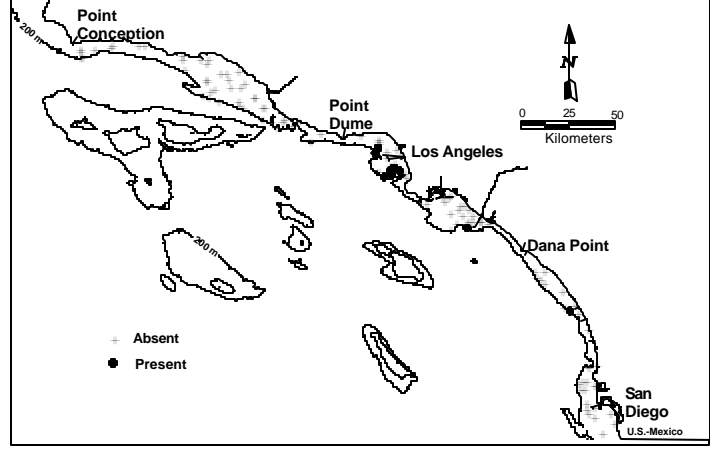 Point
Conception
200 m
N
Point
Dume
0 25 50
Kilometers
Los Angeles
200 m
Dana Point
Absent
Present
San
Diego
U.S.-Mexico